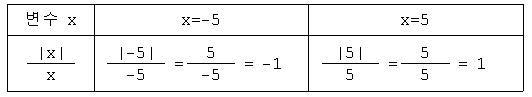 변수 x x=-5 x=5
|x|/x |-5|/-5 = 5/-5 = -1 |5|/5 = 5/5 = 1